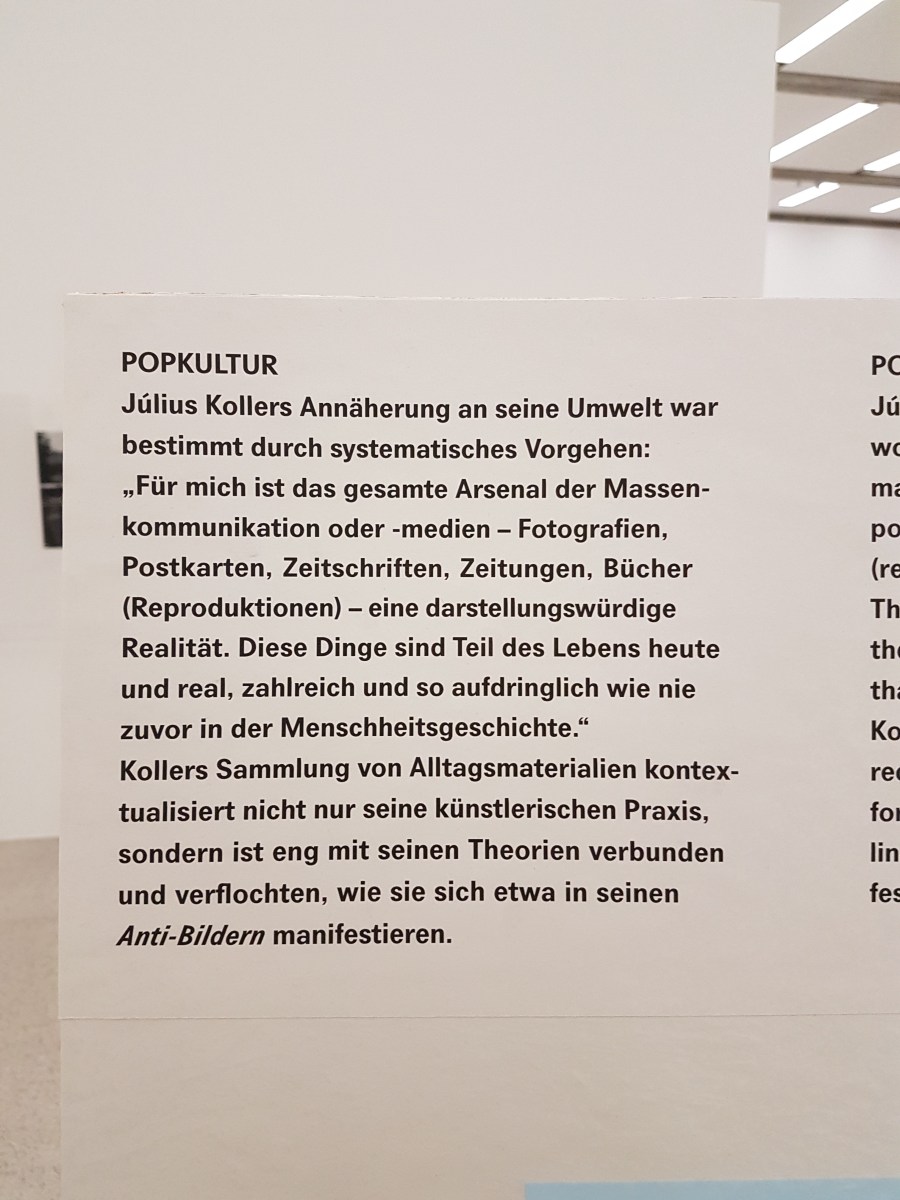 POPKULTUR
Július Kollers Annäherung an seine Umwelt war
bestimmt durch systematisches Vorgehen:
„Für mich ist das gesamte Arsenal der Massen-
kommunikation oder -medien – Fotografien,
Postkarten, Zeitschriften, Zeitungen, Bücher
(Reproduktionen) – eine darstellungswürdige
Realität. Diese Dinge sind Teil des Lebens heute
und real, zahlreich und so aufdringlich wie nie
zuvor in der Menschheitsgeschichte.“
Kollers Sammlung von Alltagsmaterialien kontex-
tualisiert nicht nur seine künstlerischen Praxis,
sondern ist eng mit seinen Theorien verbunden
und verflochten, wie sie sich etwa in seinen
Anti-Bildern manifestieren.